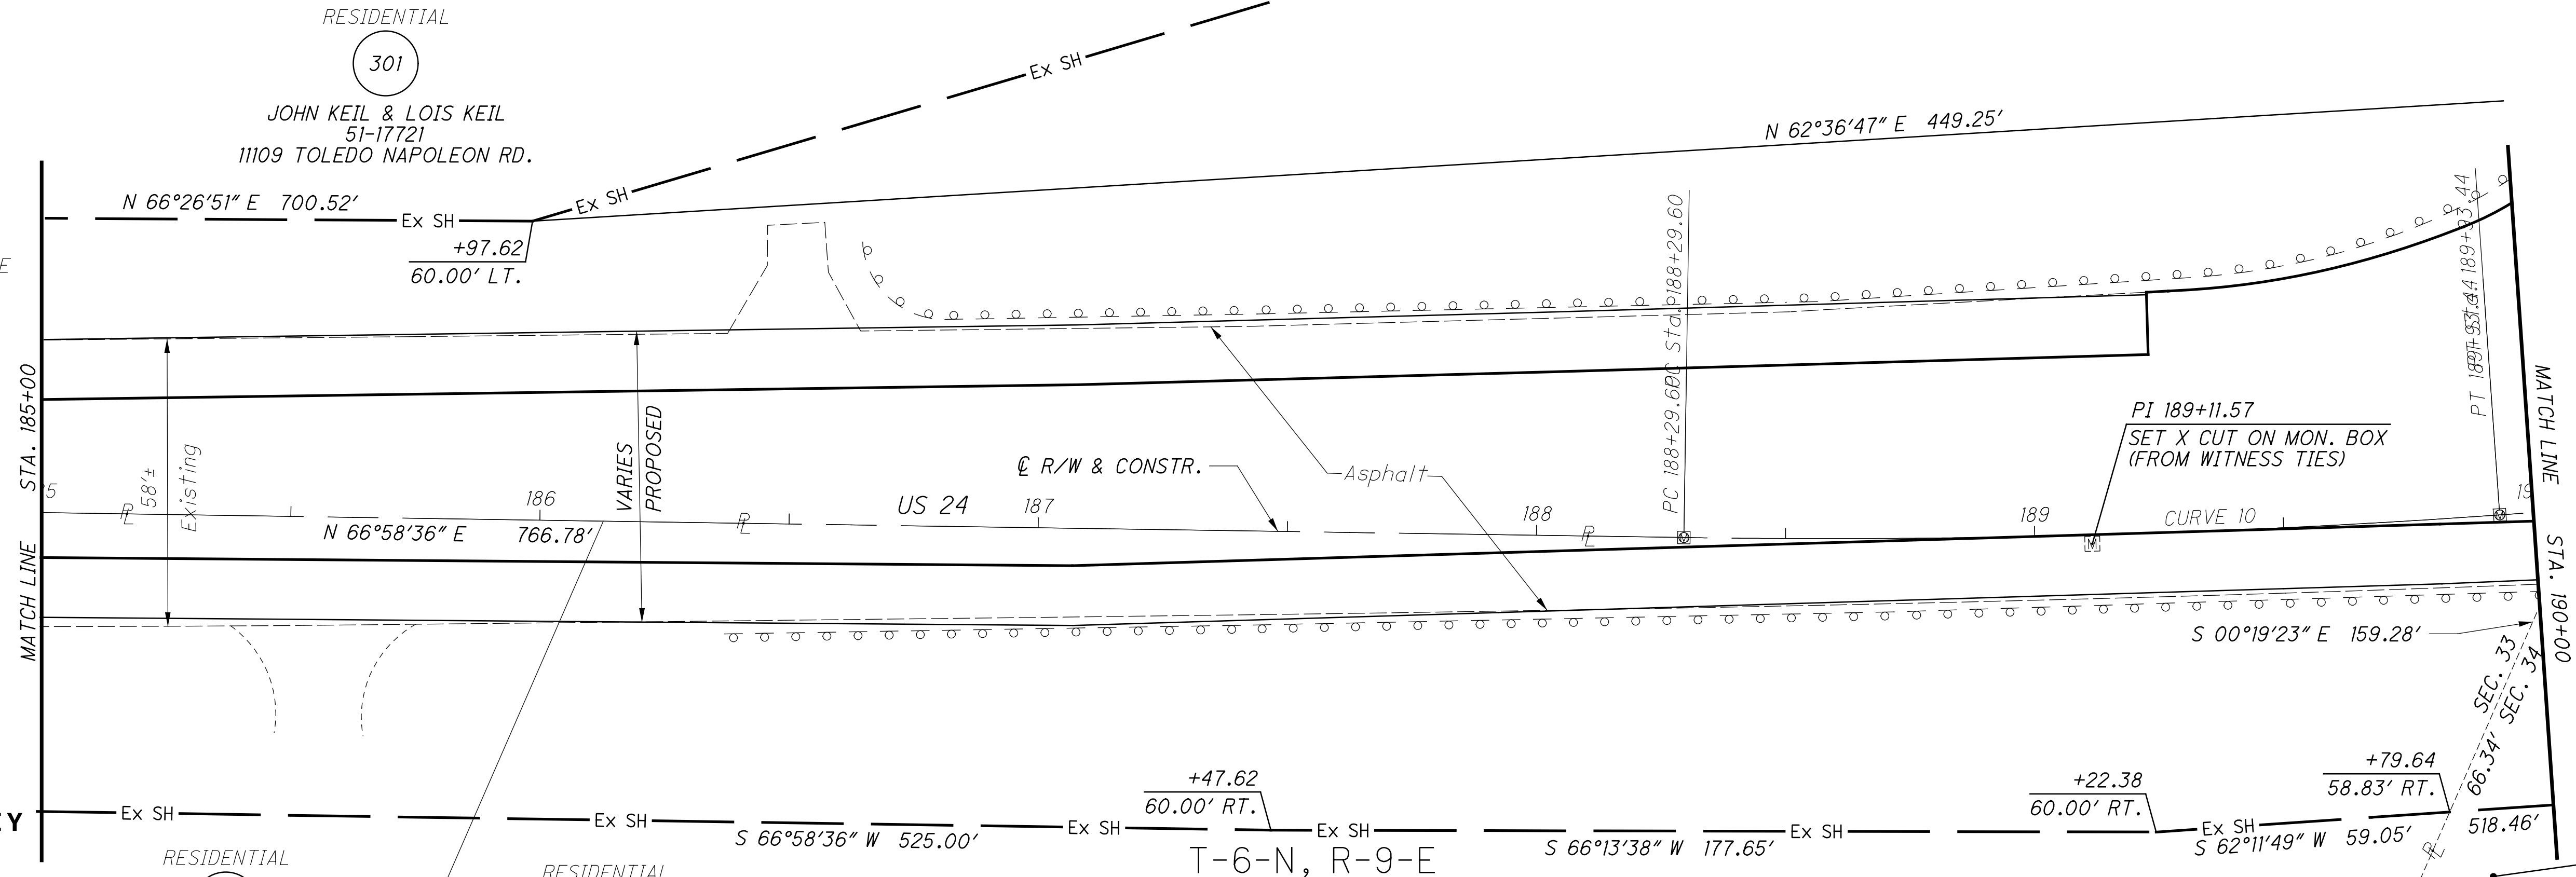 RESIDENTIAL
301
JOHN KEIL & LOIS KEIL
51-17721
11109 TOLEDO NAPOLEON RD.
N 66°26'51" E 700.52'
Ex SH
Ex SH
Ex SH
+97.62
60.00' LT.
N 62°36'47" E 449.25'
MATCH LINE STA. 185+00
58'±
Existing
VARIES
PROPOSED
186
187
188
189
US 24
N 66°58'36" E 766.78'
℄ R/W & CONSTR.
Asphalt
PC Sta. 188+29.60
PC 188+29.60
PI 189+11.57
SET X CUT ON MON. BOX
(FROM WITNESS TIES)
CURVE 10
M
MATCH LINE STA. 190+00
S 00°19'23" E 159.28'
SEC. 33
SEC. 34
66.34'
+47.62
60.00' RT.
+22.38
60.00' RT.
+79.64
58.83' RT.
Ex SH
Ex SH
Ex SH
Ex SH
Ex SH
Ex SH
S 66°58'36" W 525.00'
S 66°13'38" W 177.65'
S 62°11'49" W 59.05'
518.46'
T-6-N, R-9-E
RESIDENTIAL
RESIDENTIAL